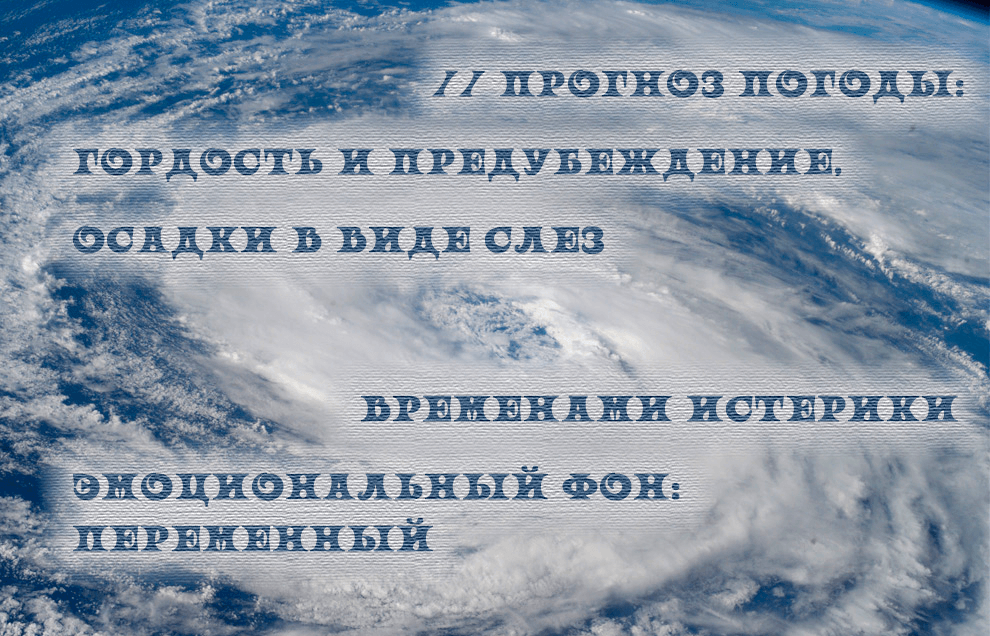 // ПРОГНОЗ ПОГОДЫ:
ГОРДОСТЬ И ПРЕДУБЕЖДЕНИЕ,
ОСАДКИ В ВИДЕ СЛЕЗ
ВРЕМЕНАМИ ИСТЕРИКИ
ЭМОЦИОНАЛЬНЫЙ ФОН:
ПЕРЕМЕННЫЙ